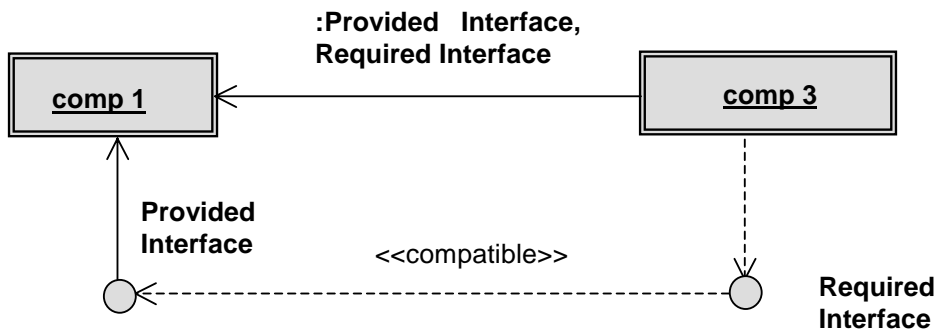 :Provided Interface,
Required Interface
comp 1
comp 3
Provided
Interface
<<compatible>>
Required
Interface